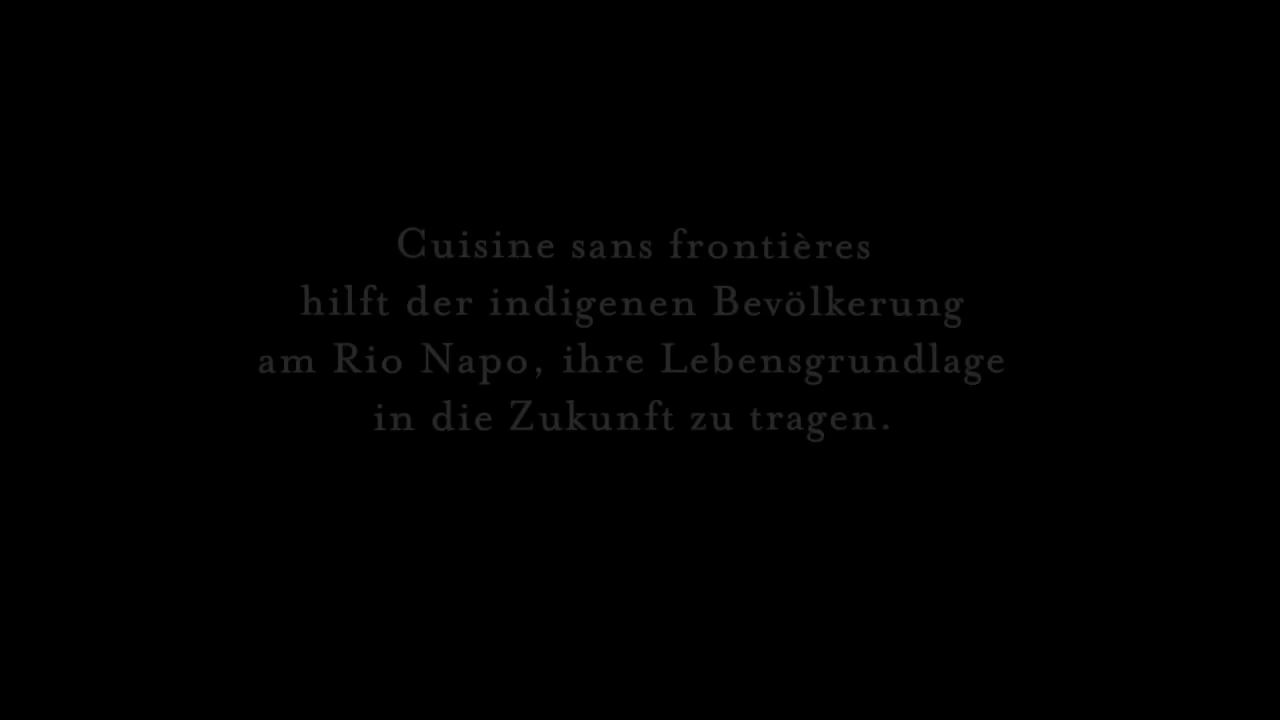 Cuisine sans frontières
hilft der indigenen Bevölkerung
am Rio Napo, ihre Lebensgrundlage
in die Zukunft zu tragen.